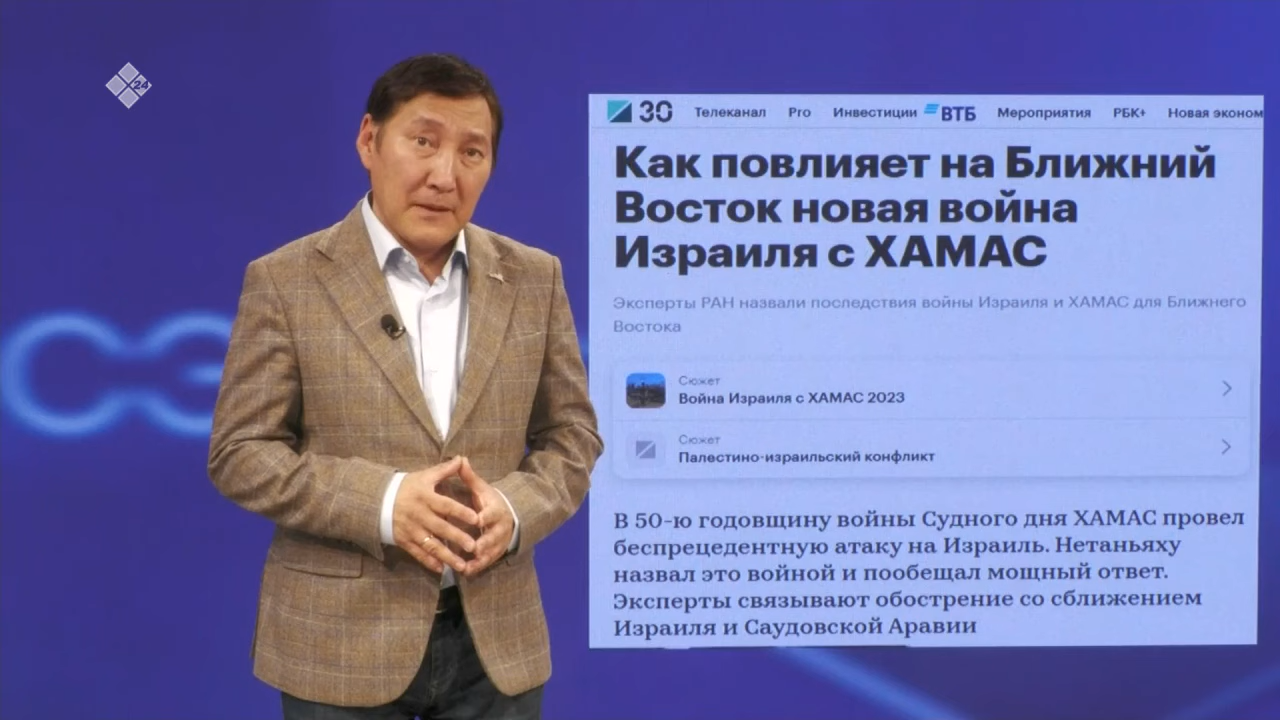 Х24
30
Телеканал
Pro
Инвестиции
ВТБ
Мероприятия
РБК+
Новая эконом
Как повлияет на Ближний
Восток новая война
Израиля с ХАМАС
Эксперты РАН назвали последствия войны Израиля и ХАМАС для Ближнего
Востока
Сюжет
Война Израиля с ХАМАС 2023
Сюжет
Палестино-израильский конфликт
В 50-ю годовщину войны Судного дня ХАМАС провел
беспрецедентную атаку на Израиль. Нетаньяху
назвал это войной и пообещал мощный ответ.
Эксперты связывают обострение со сближением
Израиля и Саудовской Аравии